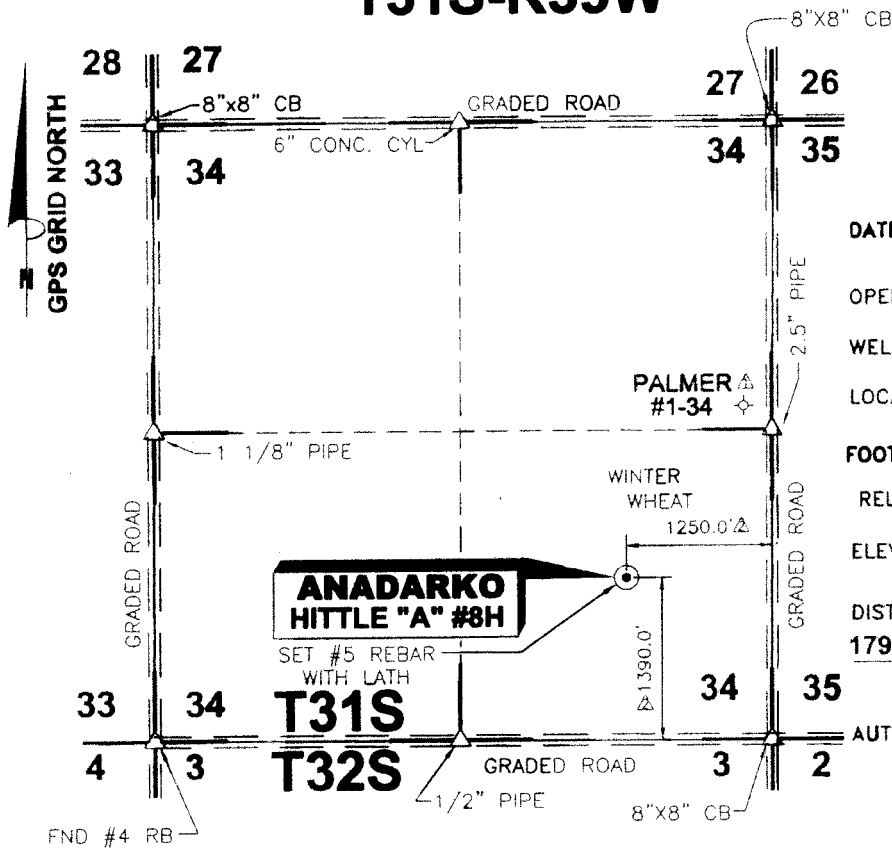 T31S-R33W
8"X8" CB
28 27
27 26
8"x8" CB
GRADED ROAD
6" CONC. CYL
33 34
34 35
GPS GRID NORTH
N
2.5" PIPE
PALMER
#1-34
1 1/8" PIPE
WINTER
WHEAT
1250.0' 2
GRADED ROAD
GRADED ROAD
ANADARKO
HITTLE "A" #8H
SET #5 REBAR
WITH LATH
2 1390.0'
33 34
T31S
34 35
4 3
T32S
GRADED ROAD
3 2
1/2" PIPE
8"X8" CB
FND #4 RB
DATE
OPE
WEL
LOCA
FOOT
REL
ELEV
DIST
179
AUT